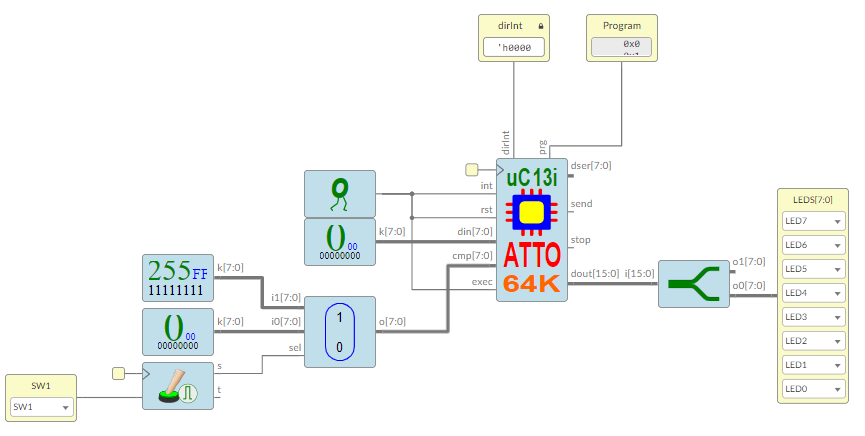 dirInt
'h0000
Program
0x0
dirInt
prg
uC13i
ATTO
64K
int
rst
din[7:0]
cmp[7:0]
exec
dser[7:0]
send
stop
dout[15:0]
i[15:0]
o1[7:0]
o0[7:0]
LEDS[7:0]
LED7
LED6
LED5
LED4
LED3
LED2
LED1
LED0
0
00
00000000
k[7:0]
255
FF
11111111
k[7:0]
0
00
00000000
k[7:0]
i1[7:0]
i0[7:0]
sel
1
0
o[7:0]
s
t
SW1
SW1